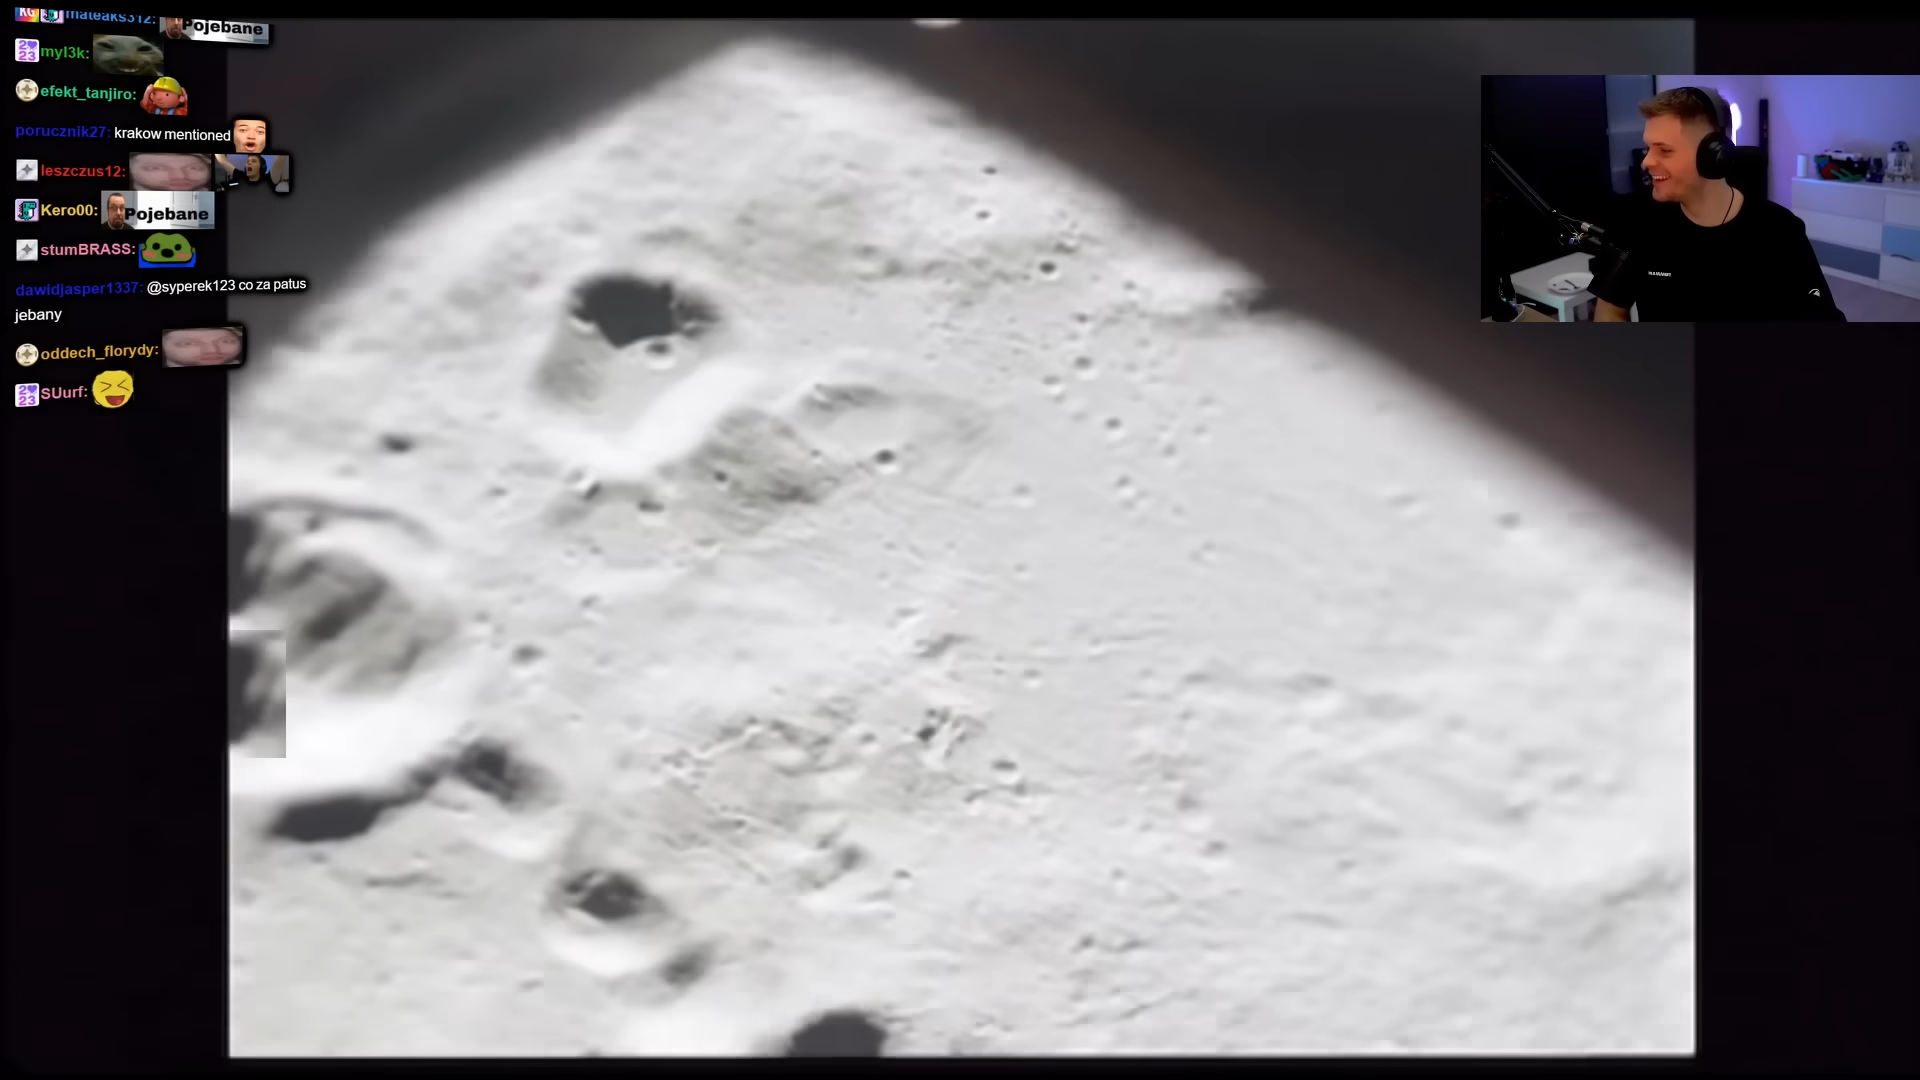 mateaks312: Pojebane
myl3k:
efekt_tanjiro:
porucznik27: krakow mentioned
leszczus12:
Kero00: Pojebane
stumBRASS:
dawidjasper1337: @syperek123 co za patus
jebany
oddech_florydy:
SUurf: